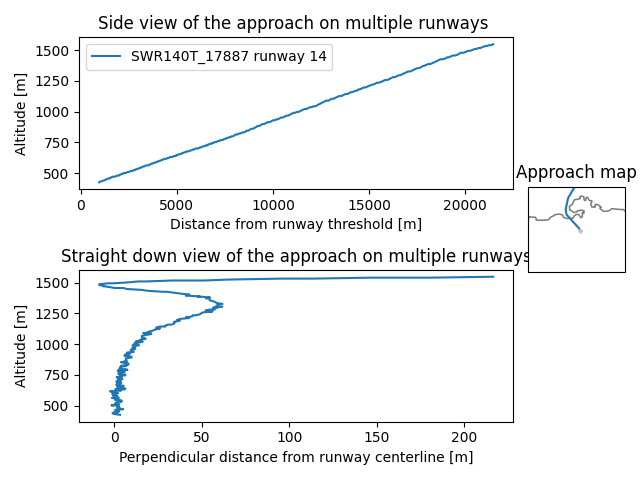 Side view of the approach on multiple runways
1500
1250
1000
750
500
Altitude [m]
SWR140T_17887 runway 14
0
5000
10000
15000
20000
Distance from runway threshold [m]
Approach map
Straight down view of the approach on multiple runways
1500
1250
1000
750
500
Altitude [m]
0
50
100
150
200
Perpendicular distance from runway centerline [m]